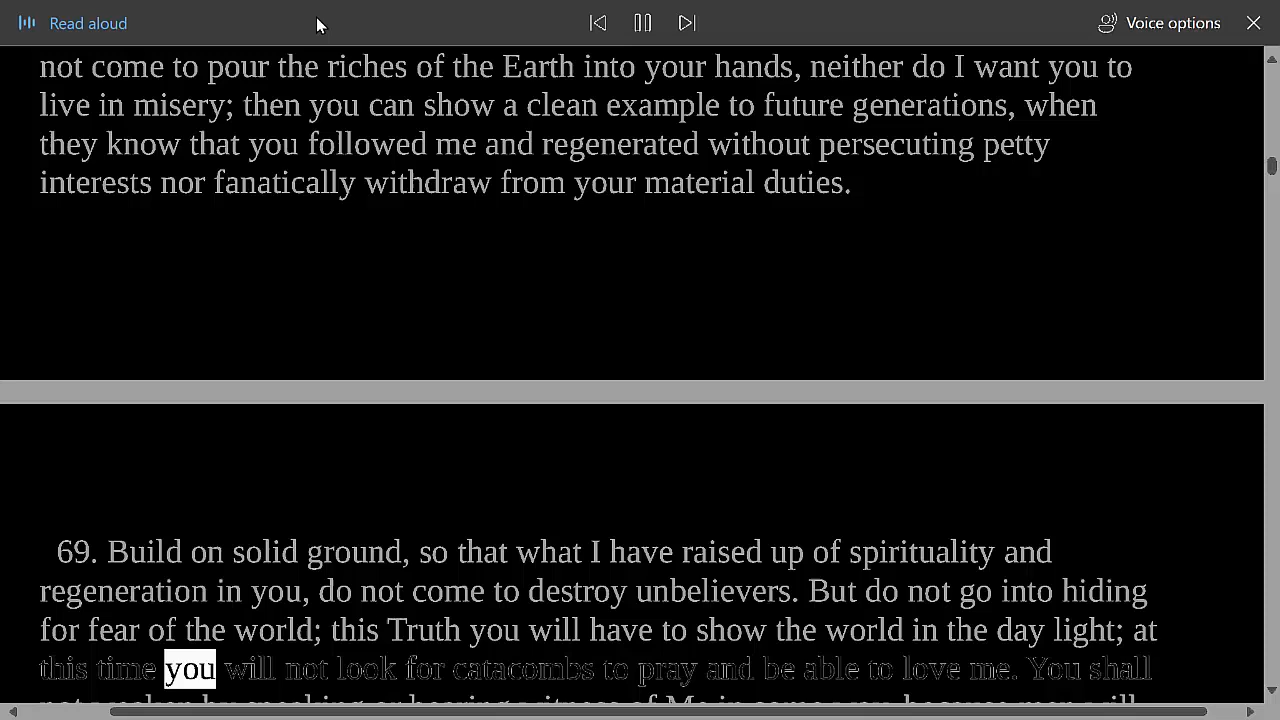 Read aloud
Voice options
not come to pour the riches of the Earth into your hands, neither do I want you to
live in misery; then you can show a clean example to future generations, when
they know that you followed me and regenerated without persecuting petty
interests nor fanatically withdraw from your material duties.
69. Build on solid ground, so that what I have raised up of spirituality and
regeneration in you, do not come to destroy unbelievers. But do not go into hiding
for fear of the world; this Truth you will have to show the world in the day light; at
this time you will not look for catacombs to pray and be able to love me. You shall